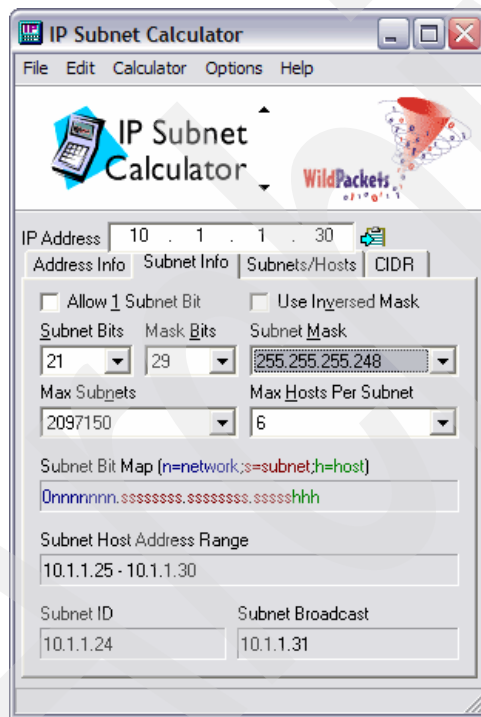 IP Subnet Calculator
File Edit Calculator Options Help
IP Subnet
Calculator
WildPackets
IP Address 10 . 1 . 1 . 30
Address Info Subnet Info Subnets/Hosts CIDR
Allow 1 Subnet Bit Use Inversed Mask
Subnet Bits Mask Bits Subnet Mask
21 29 255.255.255.248
Max Subnets Max Hosts Per Subnet
2097150 6
Subnet Bit Map (n=network;s=subnet;h=host)
0nnnnnnn.ssssssss.ssssssss.ssssshhh
Subnet Host Address Range
10.1.1.25 - 10.1.1.30
Subnet ID Subnet Broadcast
10.1.1.24 10.1.1.31